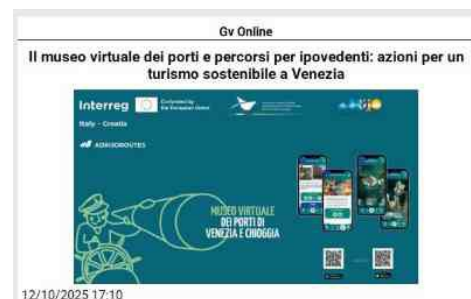 Gv Online
Il museo virtuale dei porti e percorsi per ipovedenti: azioni per un
turismo sostenibile a Venezia
Interreg
Co-funded by
the European Union
Italy - Croatia
ADRIJOROUTES
MUSEO VIRTUALE
DEI PORTI DI
VENEZIA E CHIOGGIA
12/10/2025 17:10